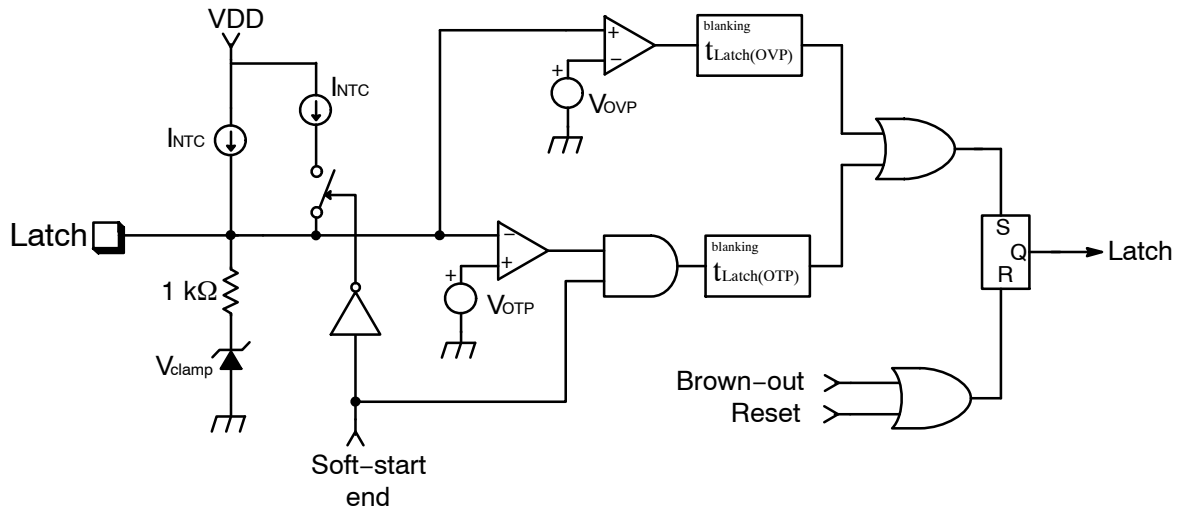 VDD
INTC
INTC
+
−
+
VOVP
blanking
tLatch(OVP)
Latch
−
+
+
VOTP
blanking
tLatch(OTP)
S
Q
R
Latch
1 kΩ
Vclamp
Brown−out
Reset
Soft−start
end